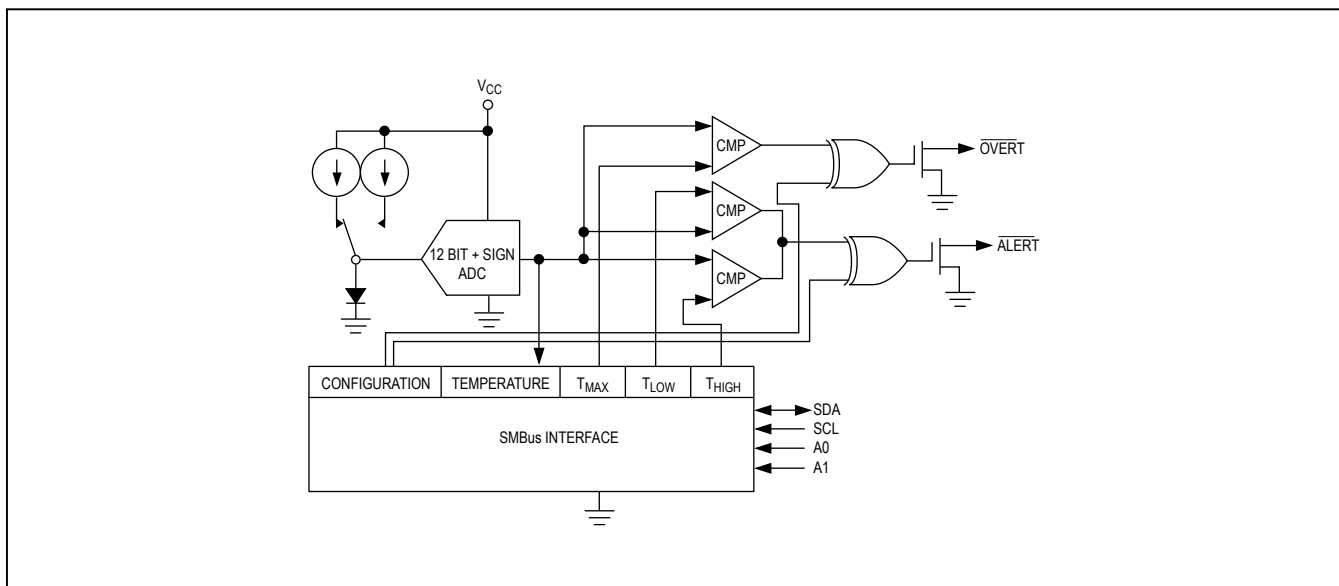 VCC
CMP
OVERT
CMP
ALERT
12 BIT + SIGN
ADC
CMP
CONFIGURATION
TEMPERATURE
TMAX
TLOW
THIGH
SDA
SMBus INTERFACE
SCL
A0
A1